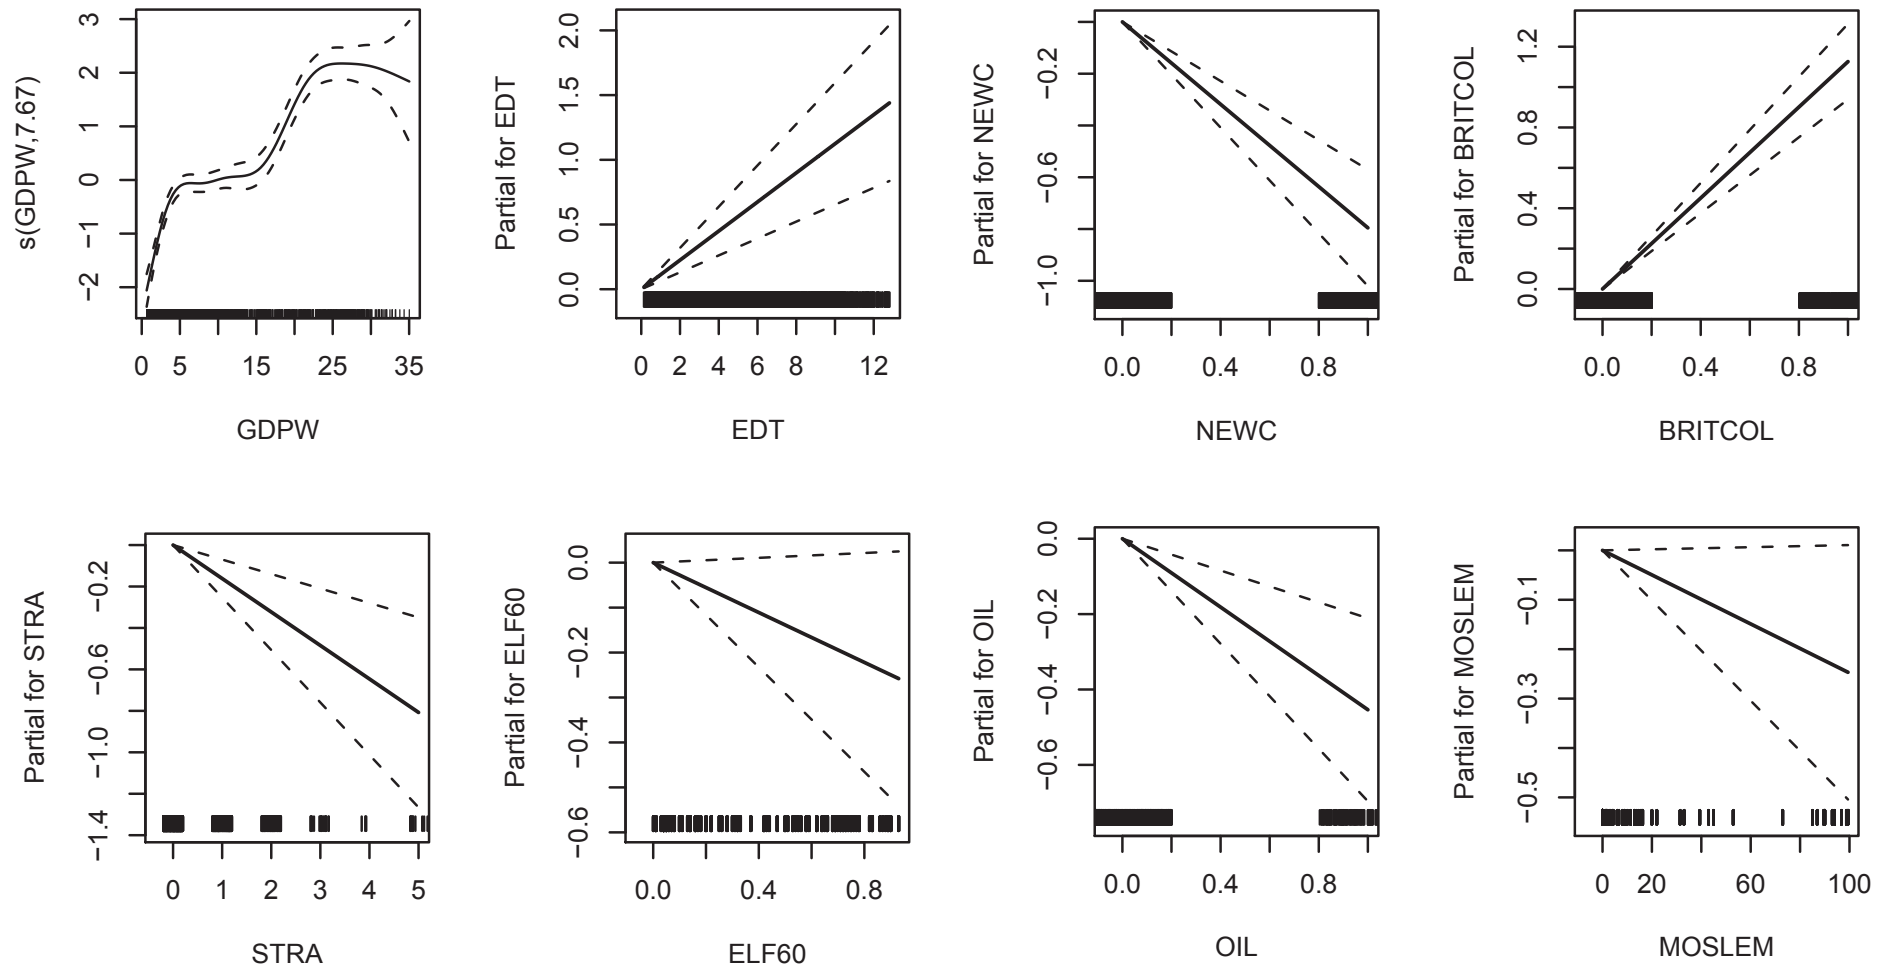 s(GDPW,7.67)
3
2
1
0
−1
−2
0 5 15 25 35
GDPW
Partial for EDT
2.0
1.5
1.0
0.5
0.0
0 2 4 6 8 12
EDT
Partial for NEWC
−0.2
−0.6
−1.0
0.0 0.4 0.8
NEWC
Partial for BRITCOL
1.2
0.8
0.4
0.0
0.0 0.4 0.8
BRITCOL
Partial for STRA
−0.2
−0.6
−1.0
−1.4
0 1 2 3 4 5
STRA
Partial for ELF60
0.0
−0.2
−0.4
−0.6
0.0 0.4 0.8
ELF60
Partial for OIL
0.0
−0.2
−0.4
−0.6
0.0 0.4 0.8
OIL
Partial for MOSLEM
−0.1
−0.3
−0.5
0 20 60 100
MOSLEM